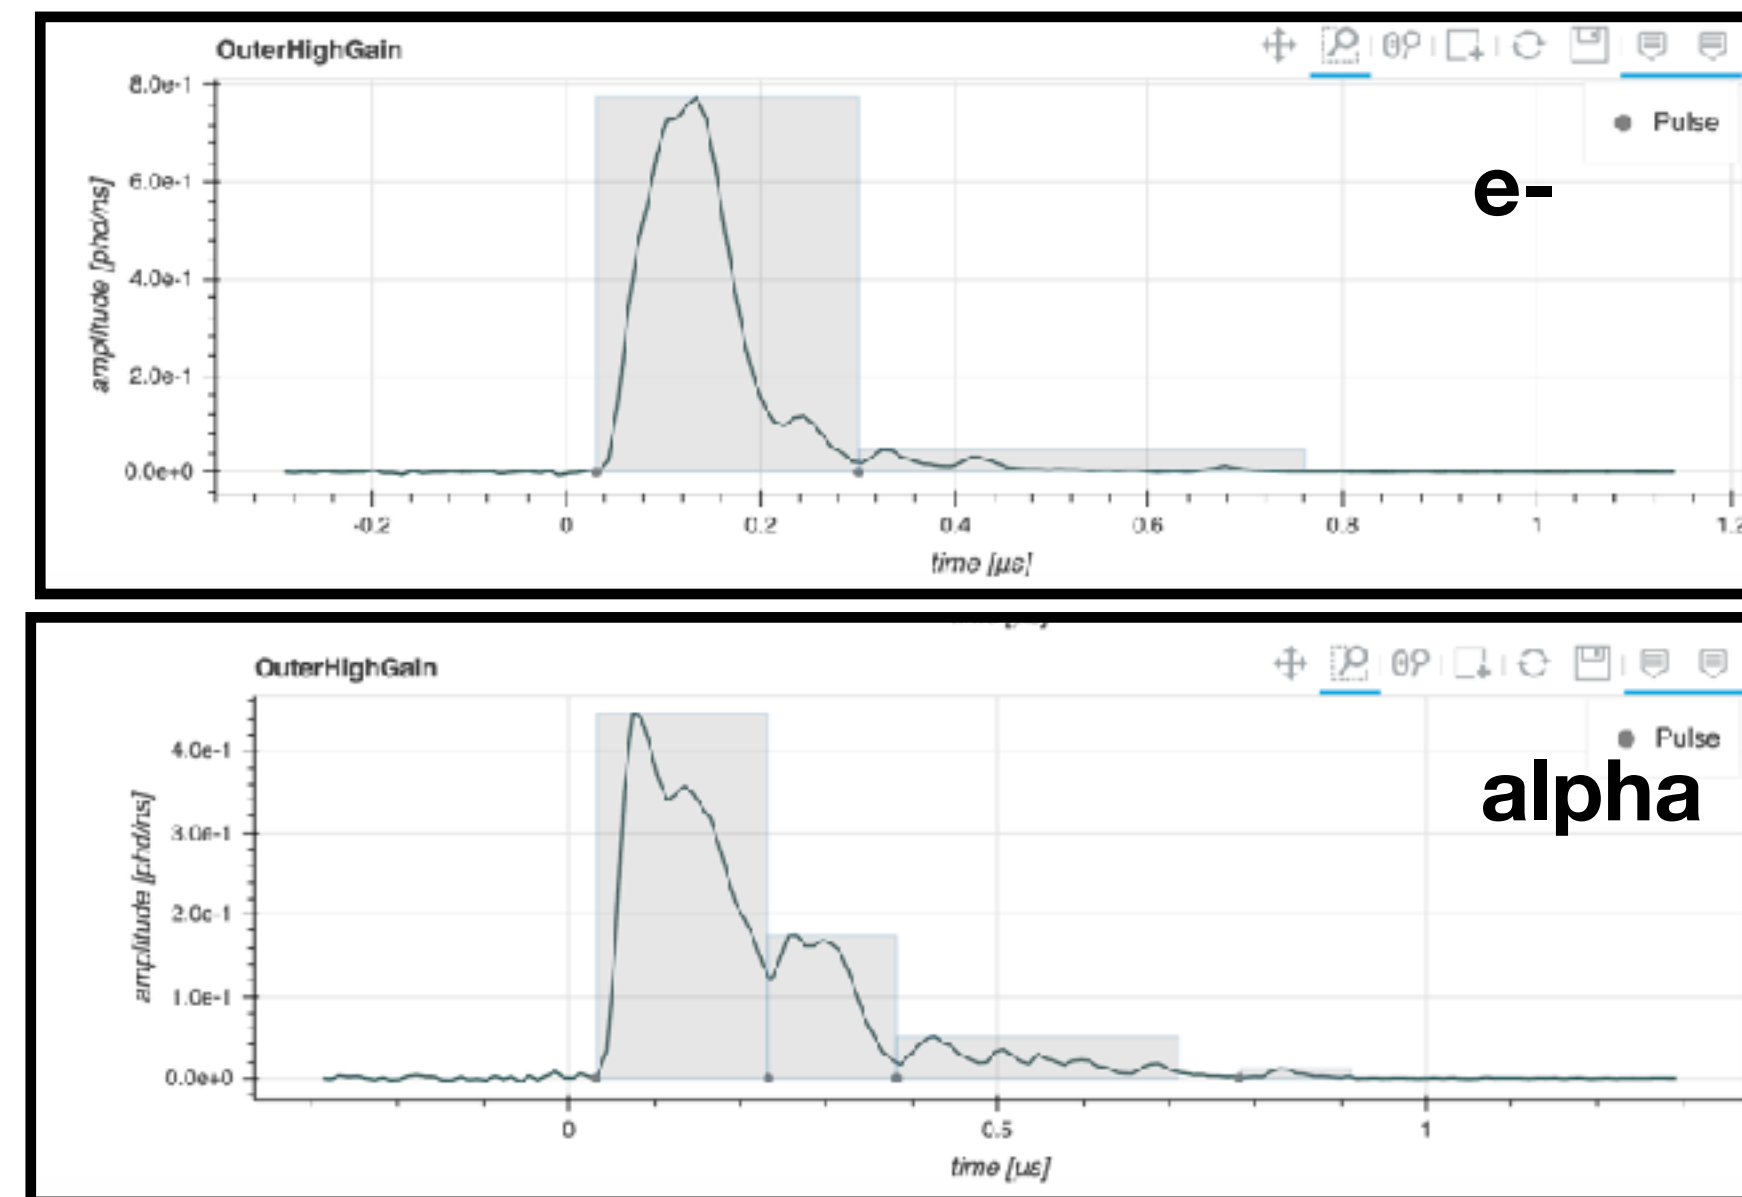 OuterHighGain
Pulse
e-
8.0e-1
6.0e-1
4.0e-1
2.0e-1
0.0e+0
amplitude [phd/ns]
-0.2 0 0.2 0.4 0.6 0.8 1 1.2
time [µs]
OuterHighGain
Pulse
alpha
4.0e-1
3.0e-1
2.0e-1
1.0e-1
0.0e+0
amplitude [phd/ns]
0 0.5 1
time [µs]